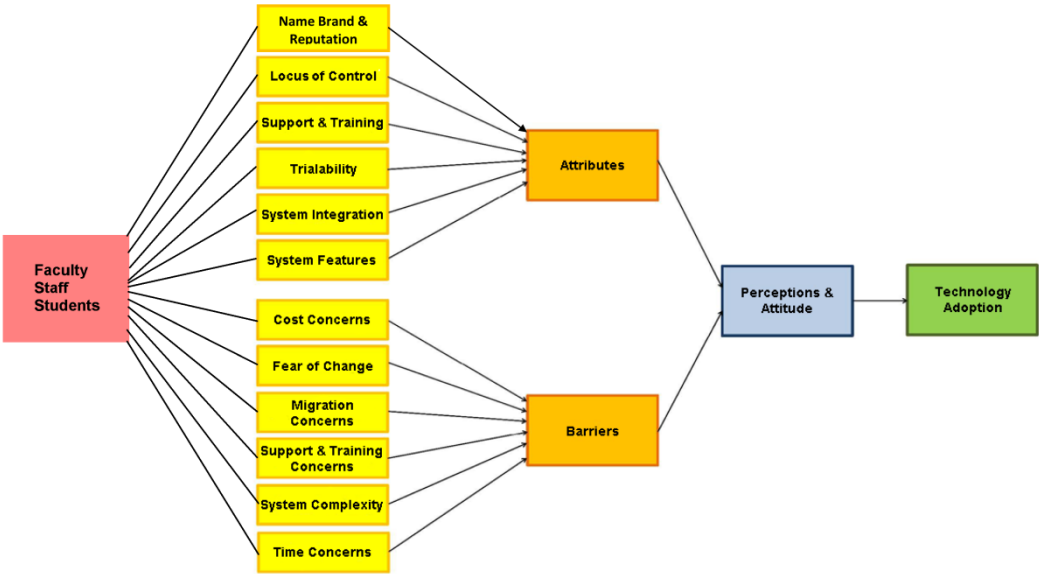 Name Brand &
Reputation
Locus of Control
Support & Training
Trialability
System Integration
System Features
Faculty
Staff
Students
Cost Concerns
Fear of Change
Migration
Concerns
Support & Training
Concerns
System Complexity
Time Concerns
Attributes
Barriers
Perceptions &
Attitude
Technology
Adoption